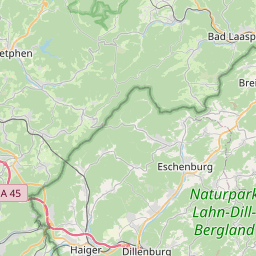 Bad Laasp
etphen
Brei
Eschenburg
A 45
Naturpark
Lahn-Dill-
Bergland
Haiger
Dillenburg